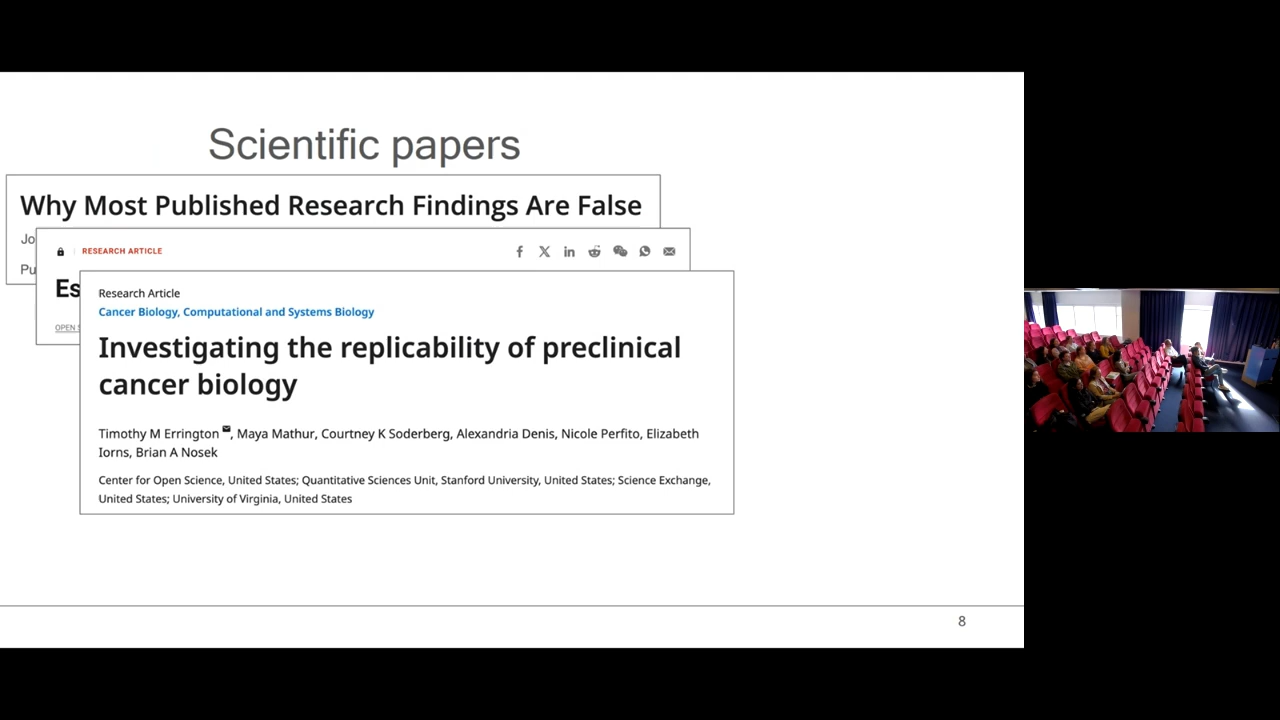 Scientific papers
Why Most Published Research Findings Are False
Jo
RESEARCH ARTICLE
Pu
Es
Research Article
Cancer Biology, Computational and Systems Biology
OPEN S
Investigating the replicability of preclinical
cancer biology
Timothy M Errington, Maya Mathur, Courtney K Soderberg, Alexandria Denis, Nicole Perfito, Elizabeth
Iorns, Brian A Nosek
Center for Open Science, United States; Quantitative Sciences Unit, Stanford University, United States; Science Exchange,
United States; University of Virginia, United States
8